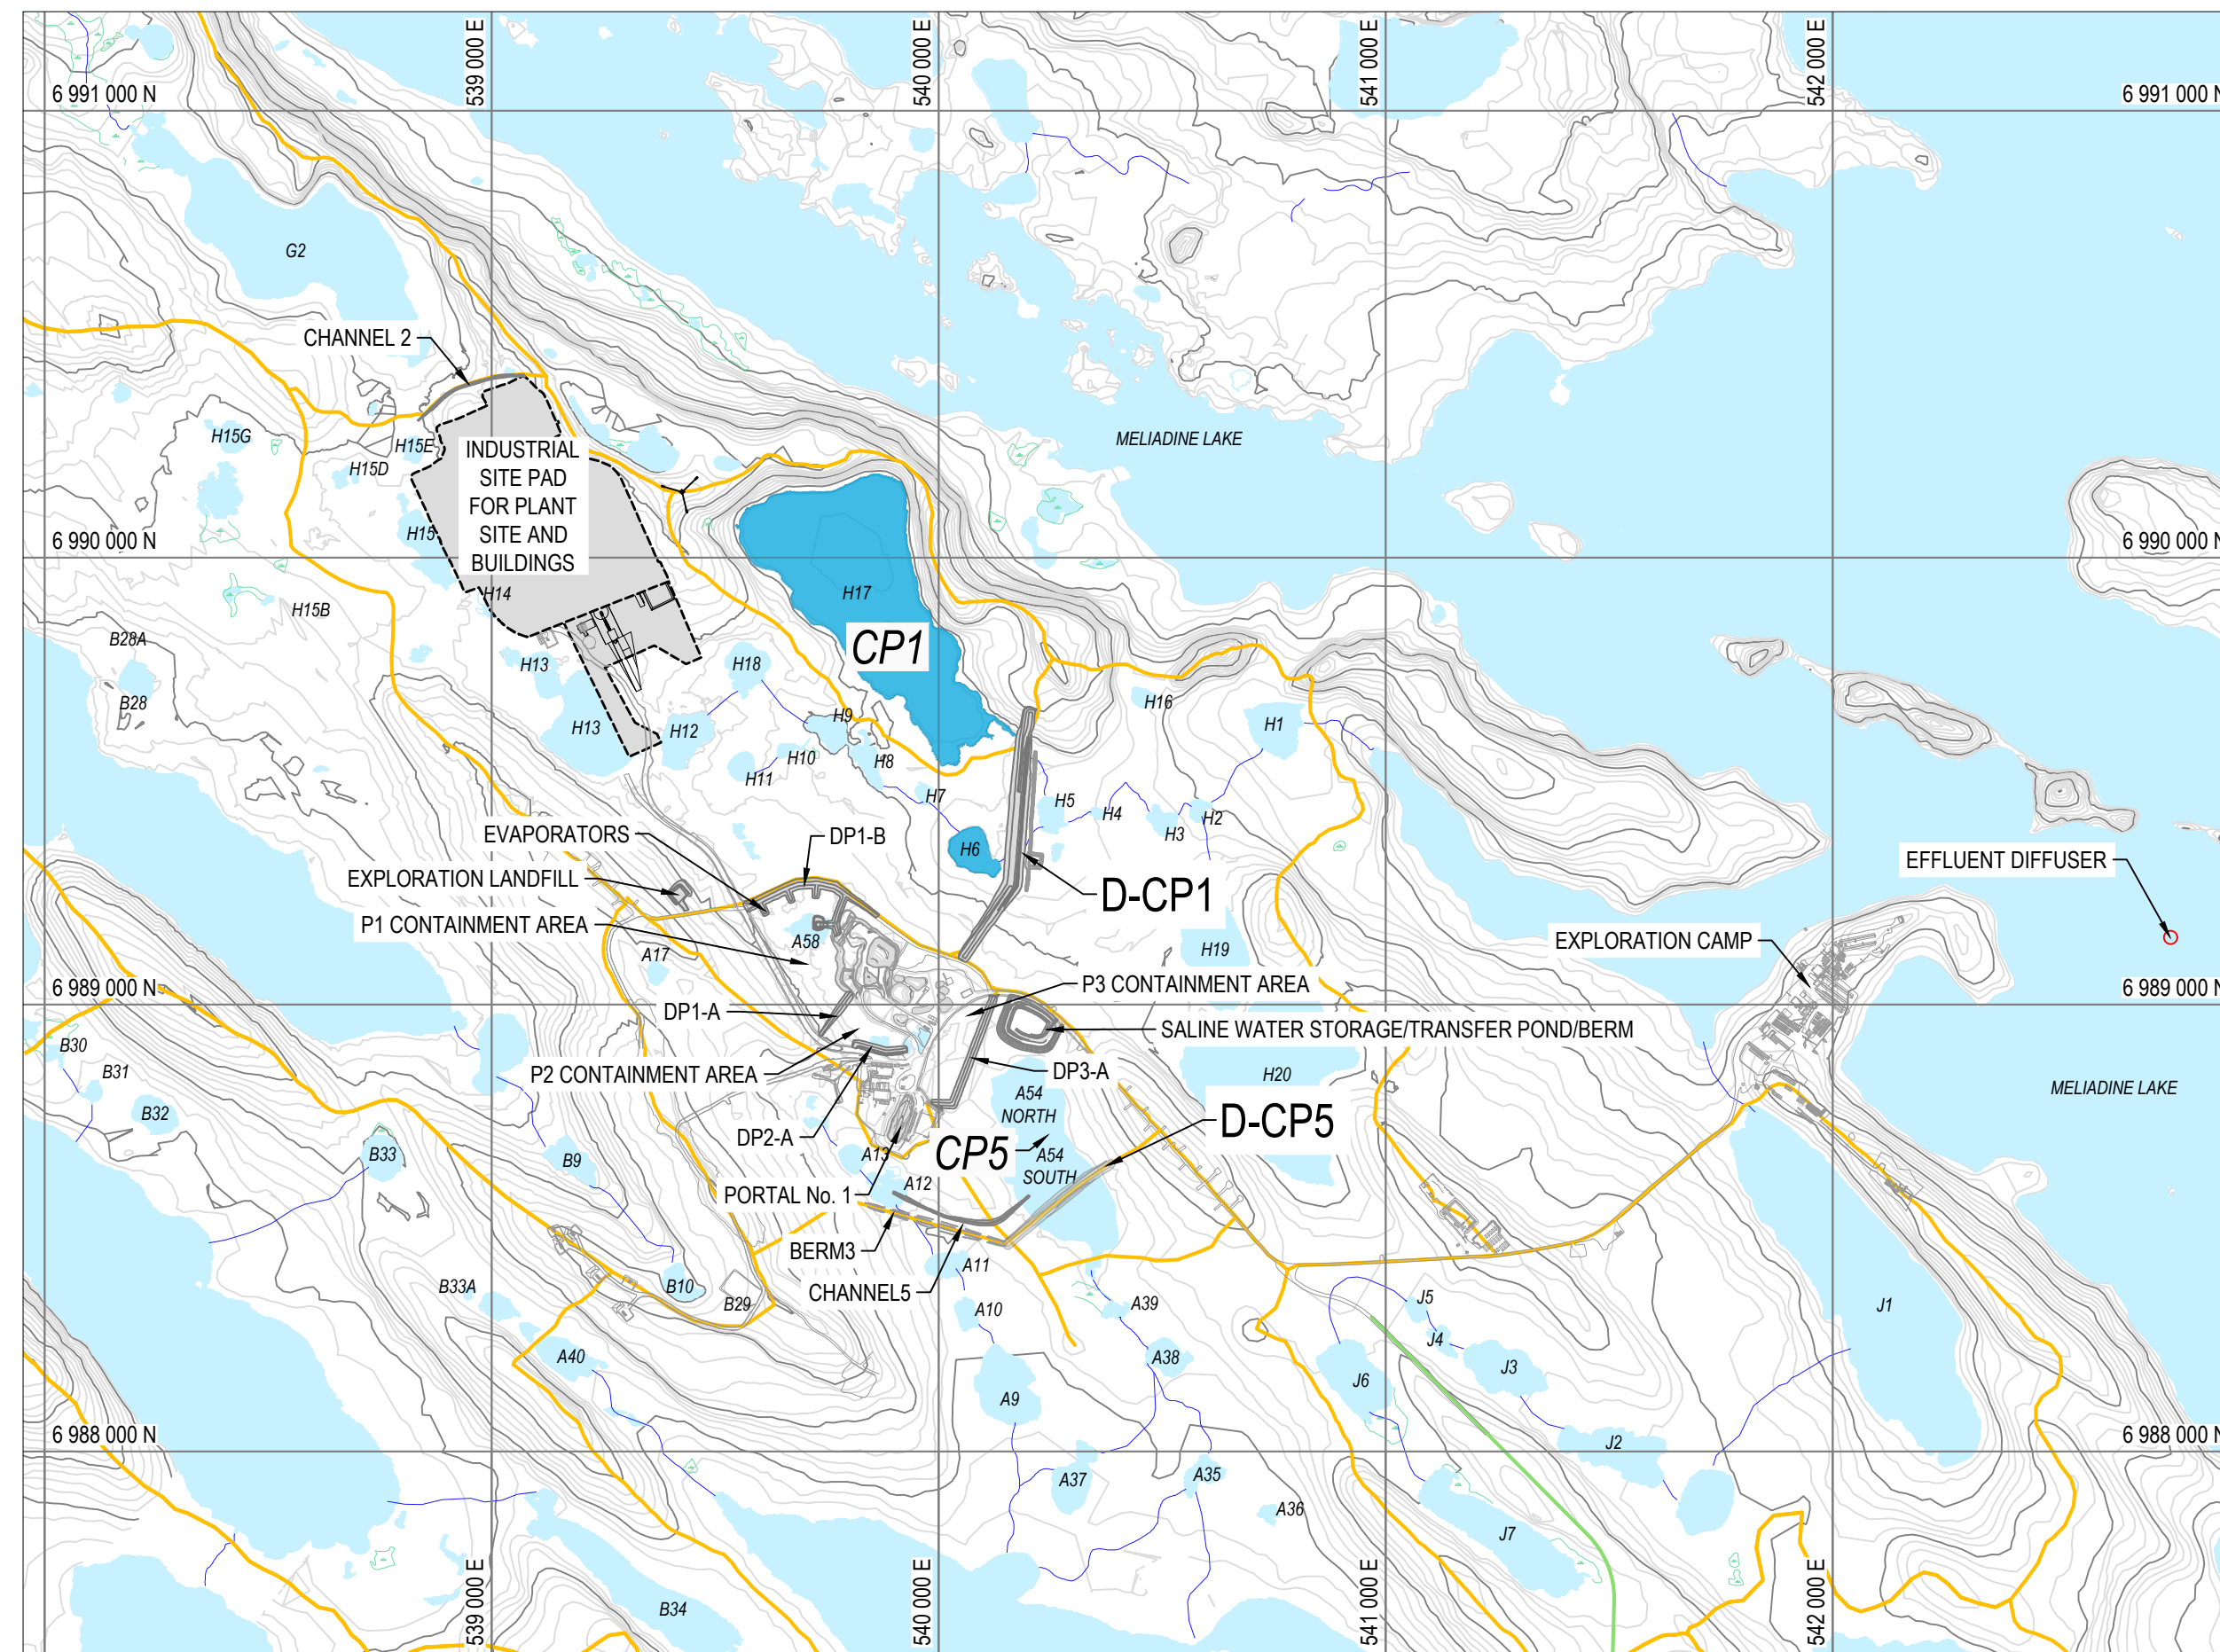 539 000 E
540 000 E
541 000 E
542 000 E
6 991 000 N
6 991 000 N
G2
CHANNEL 2
MELIADINE LAKE
H15G
H15E
H15D
INDUSTRIAL
SITE PAD
FOR PLANT
SITE AND
BUILDINGS
H15
6 990 000 N
6 990 000 N
H14
H17
H15B
B28A
CP1
H13
H18
B28
H16
H13
H12
H9
H1
H10
H8
H11
H7
H5
H4
H3
H2
EVAPORATORS
DP1-B
H6
EXPLORATION LANDFILL
D-CP1
EFFLUENT DIFFUSER
P1 CONTAINMENT AREA
A58
H19
EXPLORATION CAMP
A17
6 989 000 N
P3 CONTAINMENT AREA
6 989 000 N
DP1-A
SALINE WATER STORAGE/TRANSFER POND/BERM
B30
B31
P2 CONTAINMENT AREA
DP3-A
H20
MELIADINE LAKE
B32
A54
NORTH
D-CP5
DP2-A
B33
B9
A13
CP5
A54
SOUTH
A12
PORTAL No. 1
BERM3
A11
B33A
B10
B29
CHANNEL5
A10
A39
J5
J1
J4
A40
A38
J3
J6
A9
6 988 000 N
6 988 000 N
J2
A37
A35
A36
J7
B34
539 000 E
540 000 E
541 000 E
542 000 E